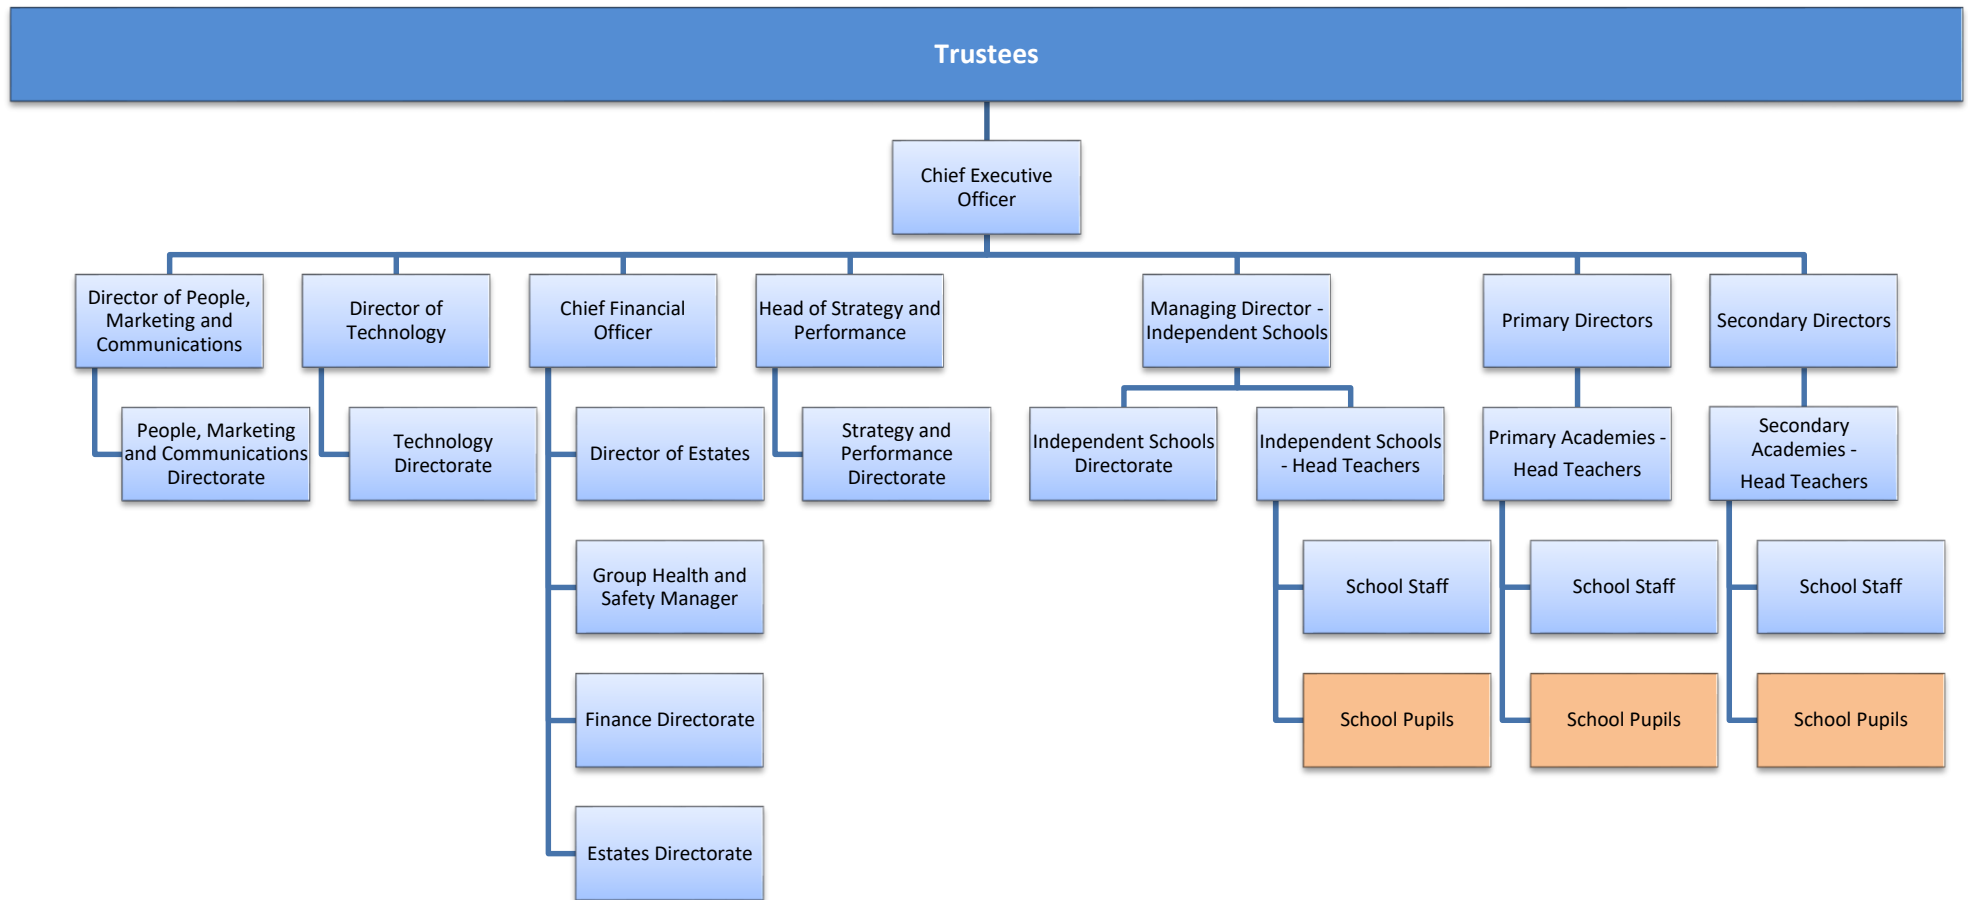 Trustees
Chief Executive
Officer
Director of People,
Marketing and
Communications
Director of
Technology
Chief Financial
Officer
Head of Strategy and
Performance
Managing Director -
Independent Schools
Primary Directors
Secondary Directors
People, Marketing
and Communications
Directorate
Technology
Directorate
Director of Estates
Strategy and
Performance
Directorate
Independent Schools
Directorate
Independent Schools
- Head Teachers
Primary Academies -
Head Teachers
Secondary
Academies -
Head Teachers
Group Health and
Safety Manager
School Staff
School Staff
School Staff
Finance Directorate
School Pupils
School Pupils
School Pupils
Estates Directorate